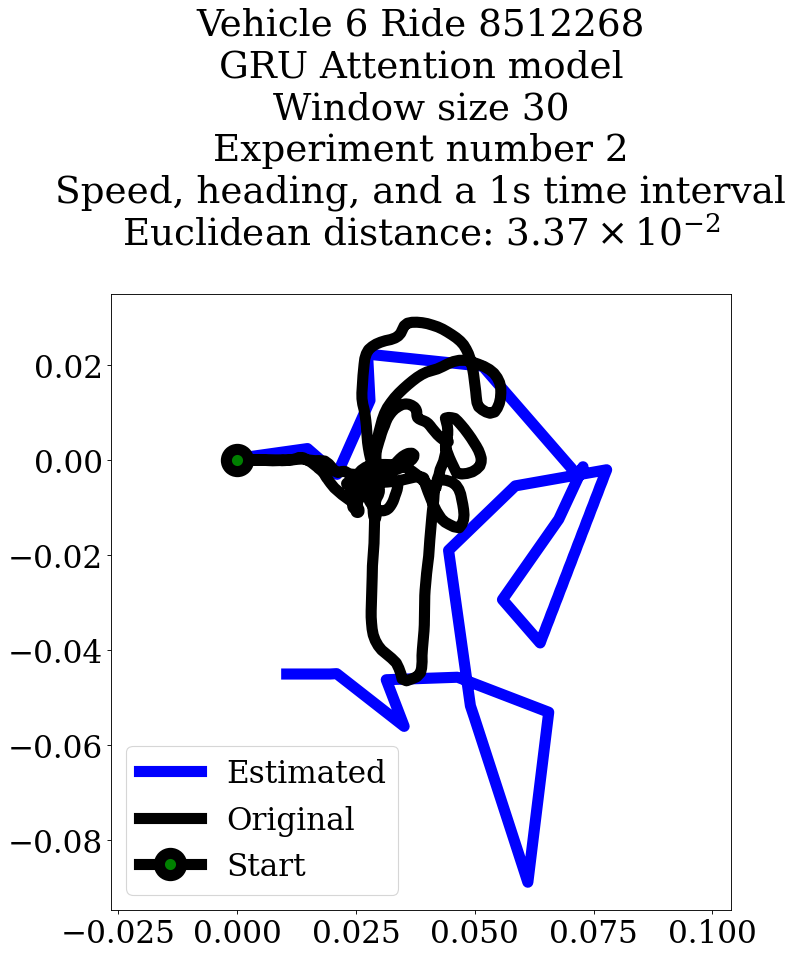 Vehicle 6 Ride 8512268
GRU Attention model
Window size 30
Experiment number 2
Speed, heading, and a 1s time interval
Euclidean distance: 3.37 × 10⁻²
0.02
0.00
−0.02
−0.04
−0.06
−0.08
Estimated
Original
Start
−0.025 0.000 0.025 0.050 0.075 0.100